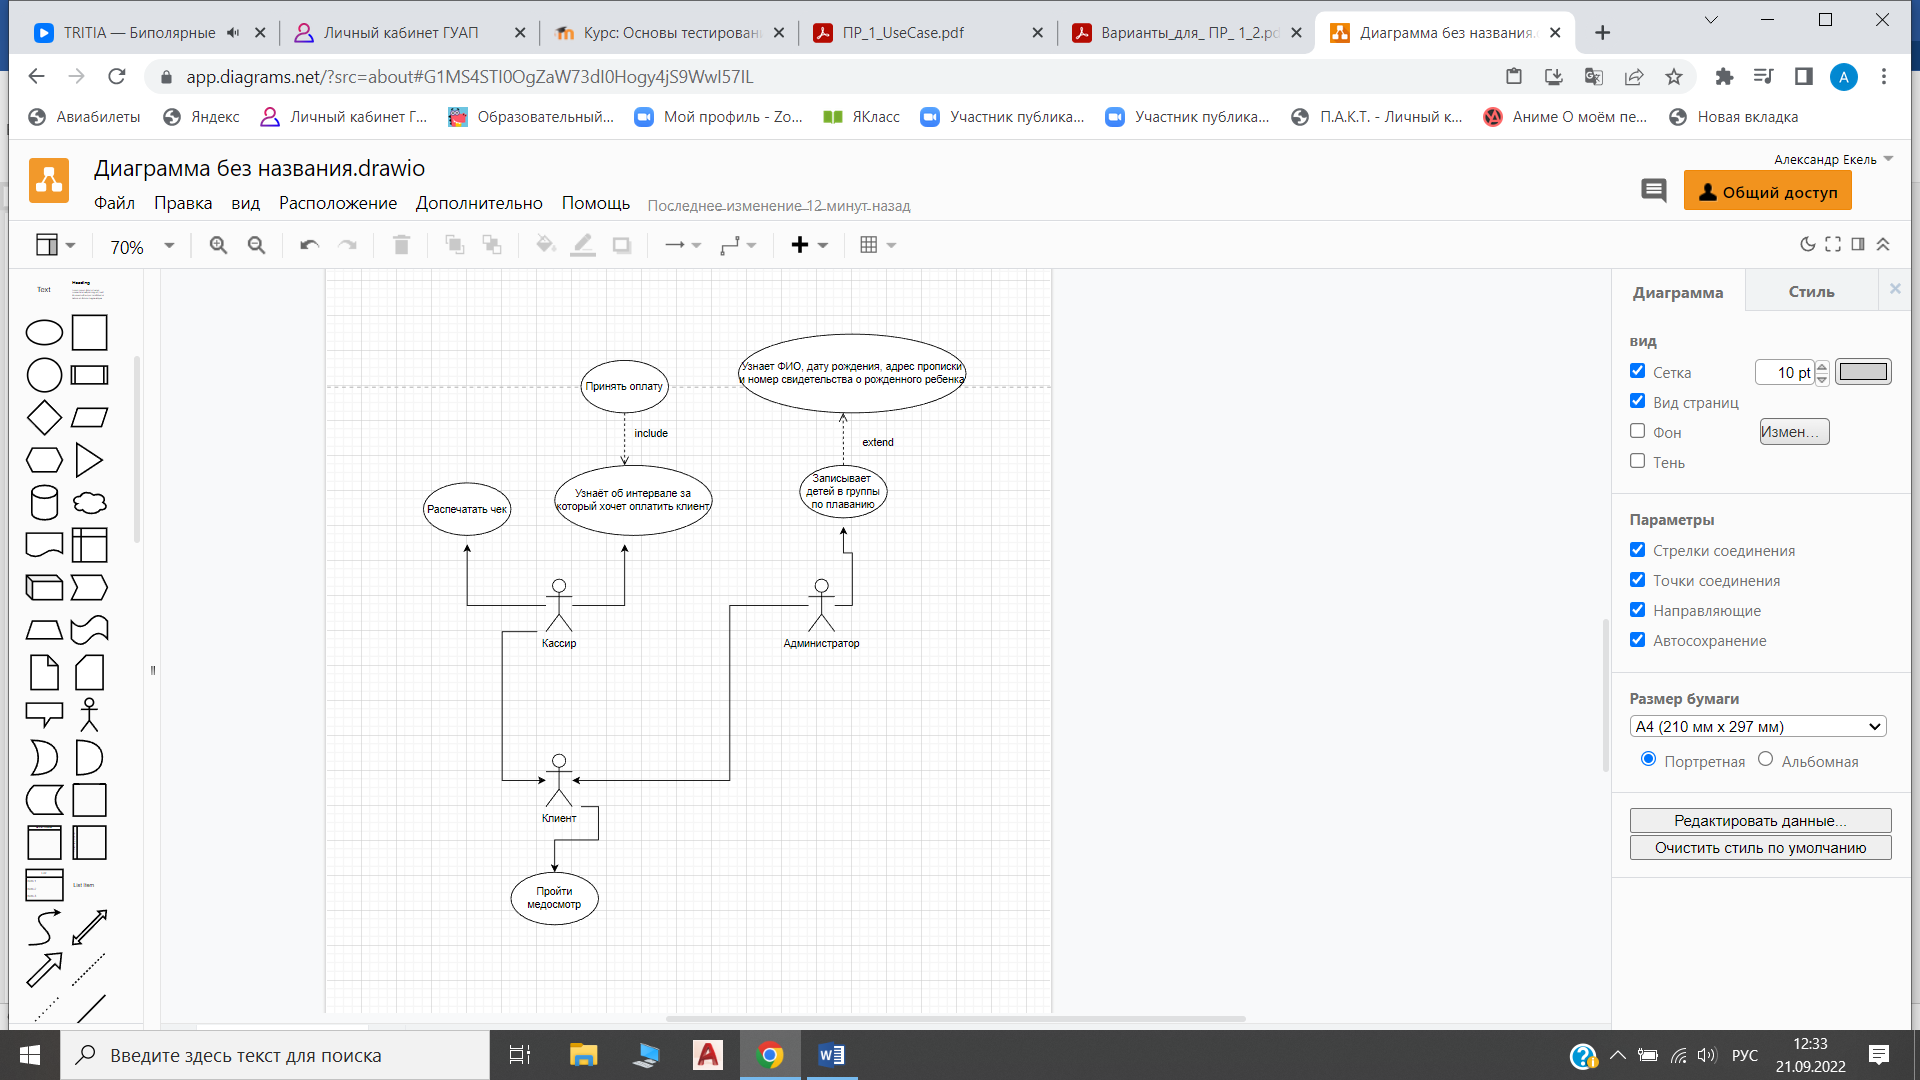 TRITIA — Биполярные
Личный кабинет ГУАП
Курс: Основы тестирован
ПР_1_UseCase.pdf
Варианты_для_ ПР_ 1_2.pd
Диаграмма без названия.
app.diagrams.net/?src=about#G1MS4STI0OgZaW73dI0Hogy4jS9WwI57IL
A
Авиабилеты
Яндекс
Личный кабинет Г...
Образовательный...
Мой профиль - Zo...
ЯКласс
Участник публика...
Участник публика...
П.А.К.Т. - Личный к...
Аниме О моём пе...
Новая вкладка
Диаграмма без названия.drawio
Александр Екель
Файл Правка вид Расположение Дополнительно Помощь Последнее изменение 12 минут назад
Общий доступ
70%
Text
Heading
List Item
Принять оплату
Узнает ФИО, дату рождения, адрес прописки
и номер свидетельства о рожденного ребенка
include
extend
Распечатать чек
Узнаёт об интервале за
который хочет оплатить клиент
Записывает
детей в группы
по плаванию
Кассир
Администратор
Клиент
Пройти
медосмотр
Диаграмма
Стиль
вид
Сетка
10 pt
Вид страниц
Фон
Измен...
Тень
Параметры
Стрелки соединения
Точки соединения
Направляющие
Автосохранение
Размер бумаги
A4 (210 мм x 297 мм)
Портретная
Альбомная
Редактировать данные...
Очистить стиль по умолчанию
Введите здесь текст для поиска
РУС
12:33
21.09.2022